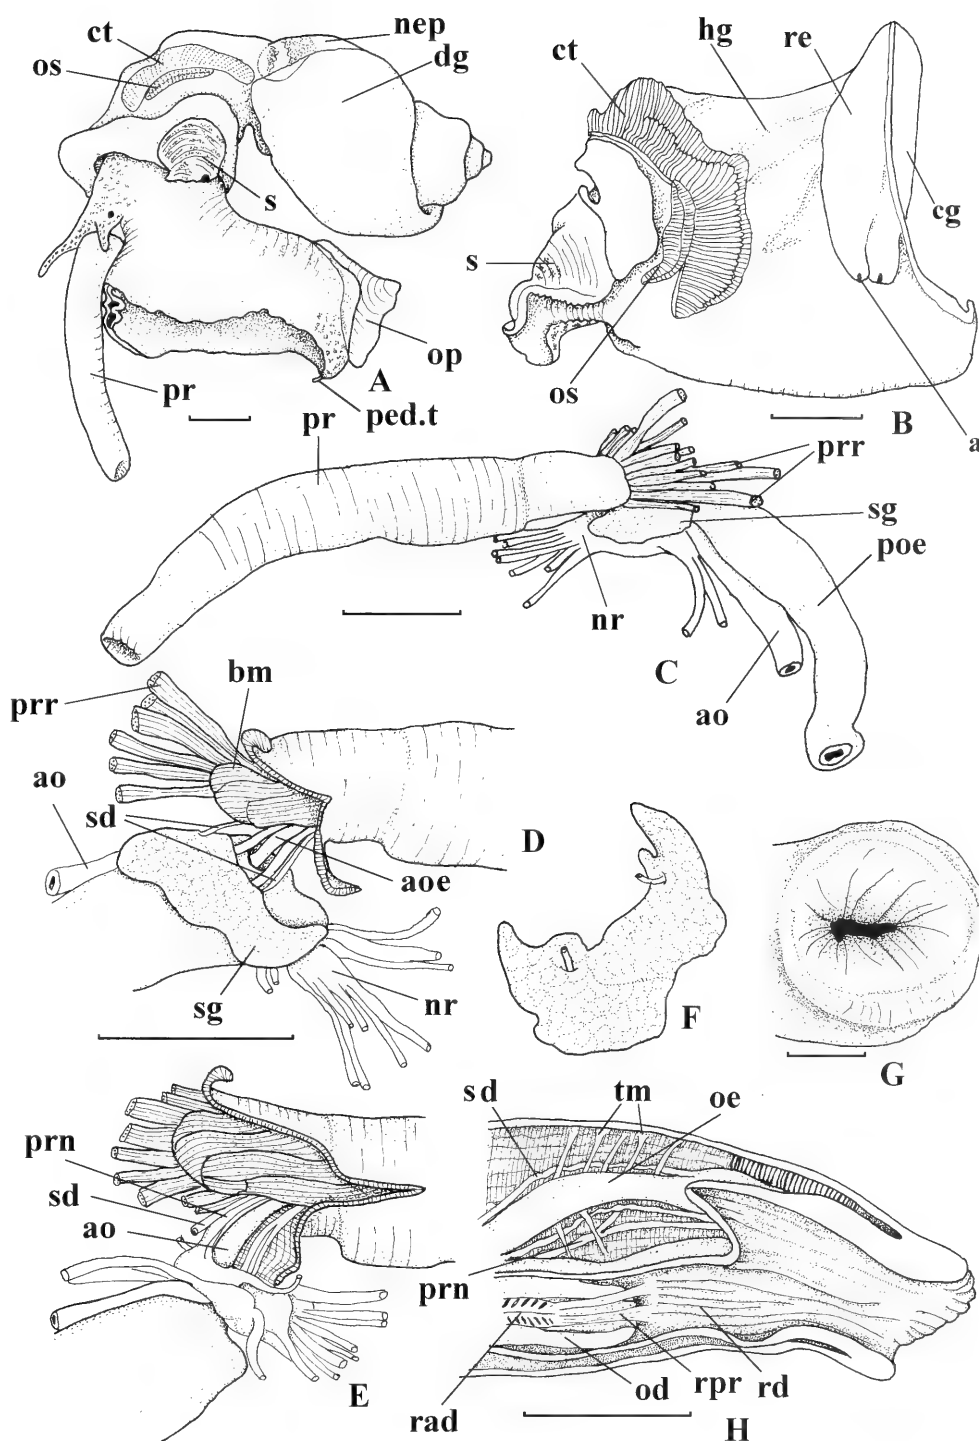 ct
nep
os
dg
s
op
A
pr
ped.t
hg
re
ct
cg
s
os
B
a
pr
prr
sg
poe
nr
C
ao
prr
bm
ao
sd
D
aoe
sg
nr
F
G
prn
sd
ao
E
sd
tm
oe
prn
od
rpr
rd
rad
H